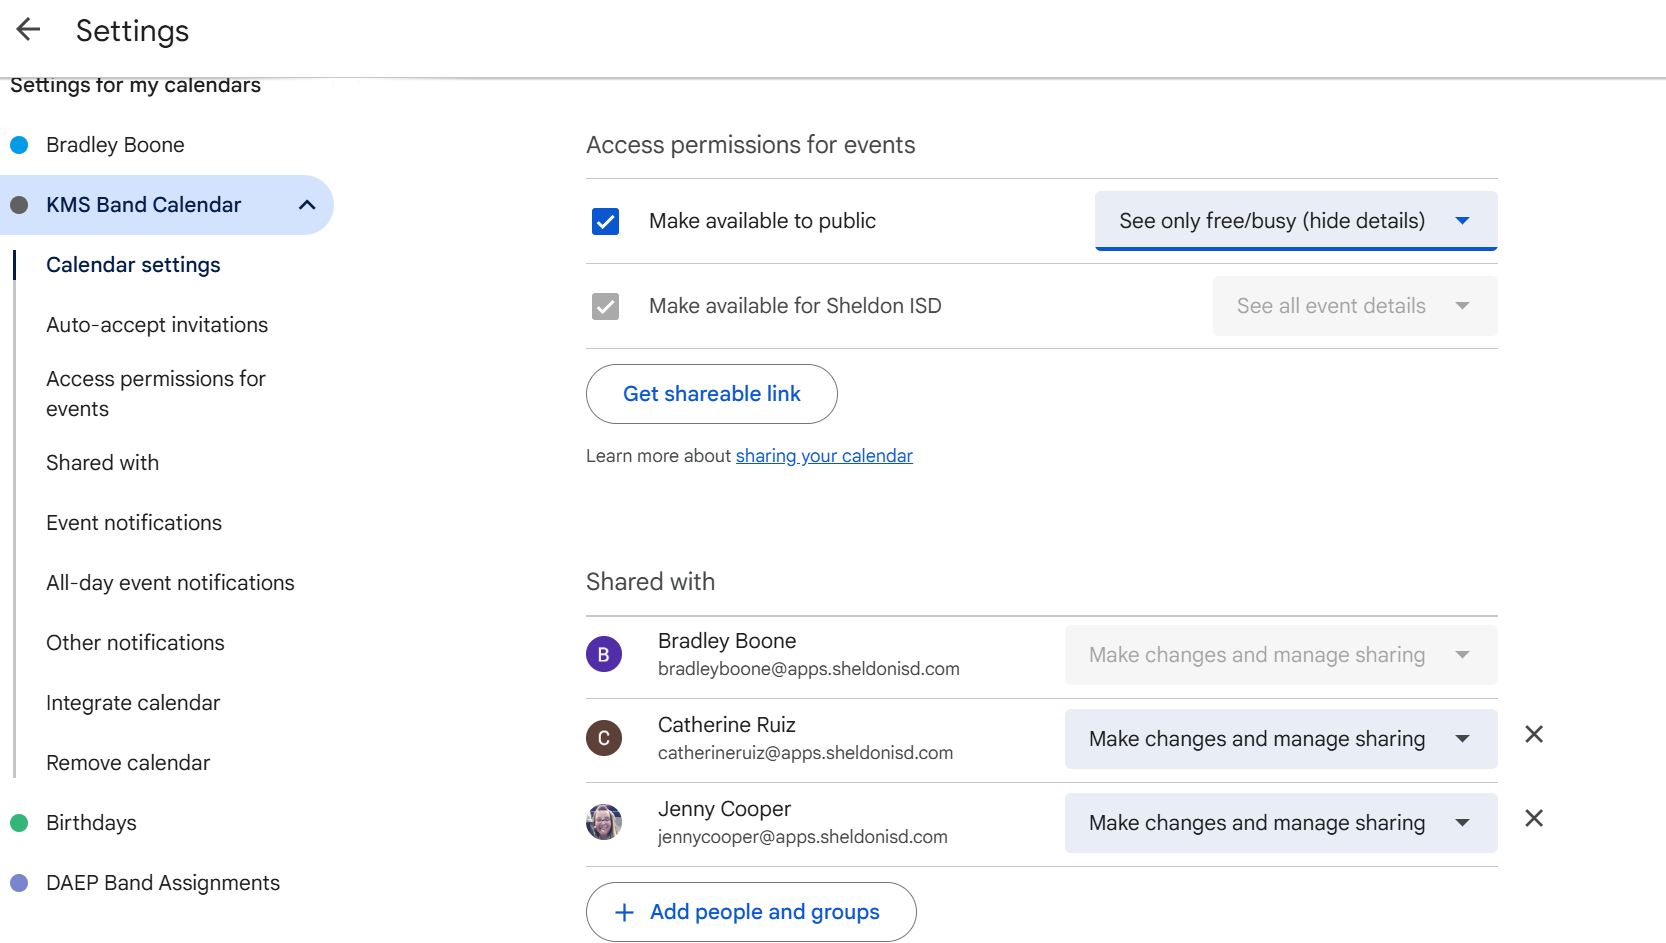 Settings
Settings for my calendars
Bradley Boone
KMS Band Calendar
Calendar settings
Auto-accept invitations
Access permissions for
events
Shared with
Event notifications
All-day event notifications
Other notifications
Integrate calendar
Remove calendar
Birthdays
DAEP Band Assignments
Access permissions for events
Make available to public
See only free/busy (hide details)
Make available for Sheldon ISD
See all event details
Get shareable link
Learn more about sharing your calendar
Shared with
B
Bradley Boone
bradleyboone@apps.sheldonisd.com
Make changes and manage sharing
C
Catherine Ruiz
catherineruiz@apps.sheldonisd.com
Make changes and manage sharing
Jenny Cooper
jennycooper@apps.sheldonisd.com
Make changes and manage sharing
+ Add people and groups